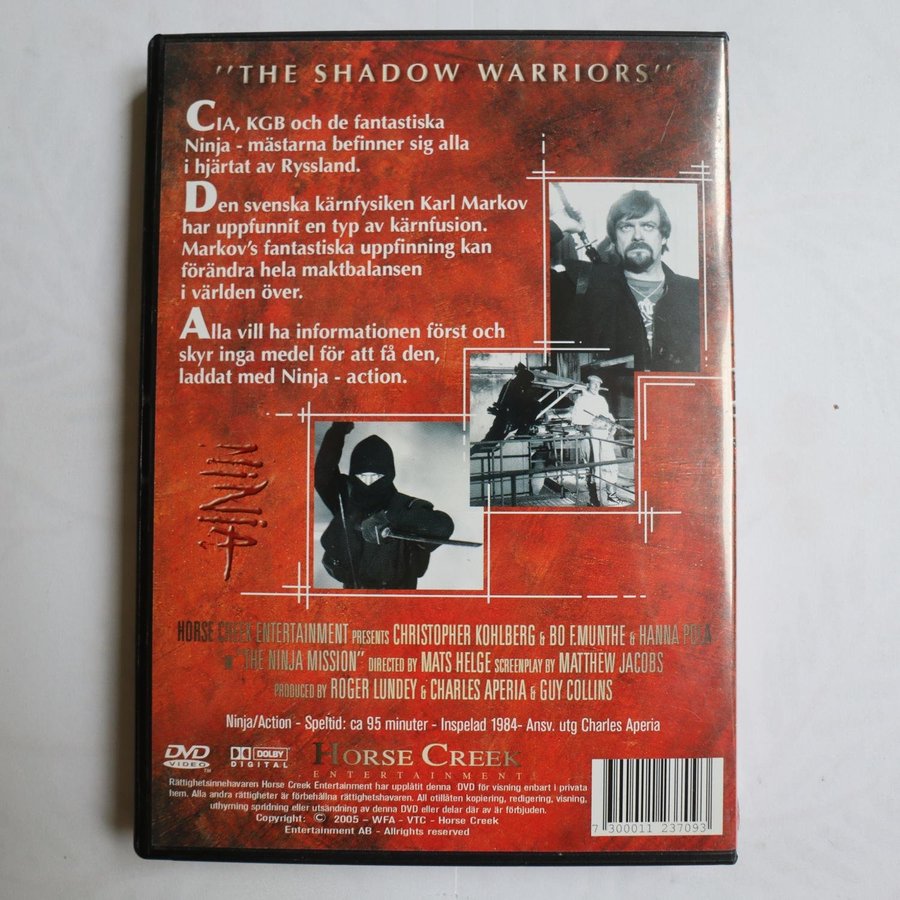 "THE SHADOW WARRIORS"
CIA, KGB och de fantastiska
Ninja - mästarna befinner sig alla
i hjärtat av Ryssland.
Den svenska kärnfysiken Karl Markov
har uppfunnit en typ av kärnfusion.
Markov's fantastiska uppfinning kan
förändra hela maktbalansen
i världen över.
Alla vill ha informationen först och
skyr inga medel för att få den,
laddat med Ninja - action.
NiNjA
HORSE CREEK ENTERTAINMENT PRESENTS CHRISTOPHER KOHLBERG & BO F.MUNTHE & HANNA POLA
IN "THE NINJA MISSION" DIRECTED BY MATS HELGE SCREENPLAY BY MATTHEW JACOBS
PRODUCED BY ROGER LUNDEY & CHARLES APERIA & GUY COLLINS
Ninja/Action - Speltid: ca 95 minuter - Inspelad 1984- Ansv. utg Charles Aperia
DVD VIDEO TM DOLBY DIGITAL HORSE CREEK
ENTERTAINMENT
Rättighetsinnehavaren Horse Creek Entertainment har upplåtit denna DVD för visning enbart i privata
hem. Alla andra rättigheter är förbehållna rättighetshavaren. All otillåten kopiering, redigering, visning,
uthyrning spridning eller utsändning av denna DVD eller delar där av är förbjuden.
Copyright: © 2005 – WFA - VTC - Horse Creek
Entertainment AB - Allrights reserved
7 300011 237093